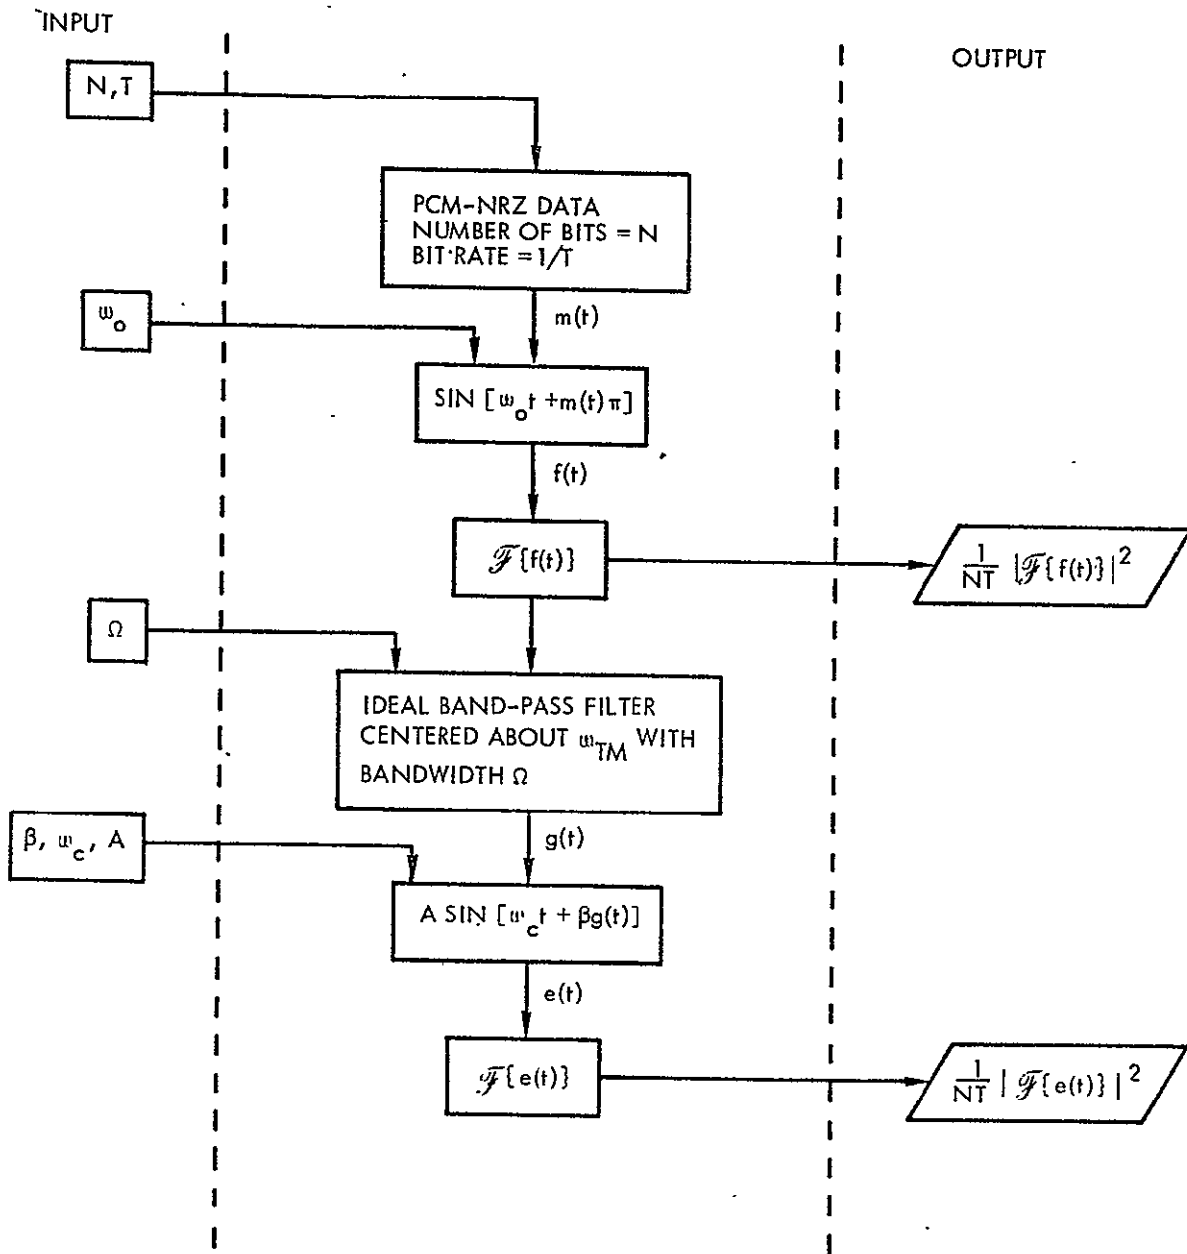 INPUT
OUTPUT
N,T
PCM-NRZ DATA
NUMBER OF BITS = N
BIT RATE = 1/T
m(t)
ω_o
SIN [ω_o t + m(t) π]
f(t)
ℱ{f(t)}
1/NT |ℱ{f(t)}|²
Ω
IDEAL BAND-PASS FILTER
CENTERED ABOUT ω_TM WITH
BANDWIDTH Ω
g(t)
β, ω_c, A
A SIN [ω_c t + βg(t)]
e(t)
ℱ{e(t)}
1/NT | ℱ{e(t)} |²